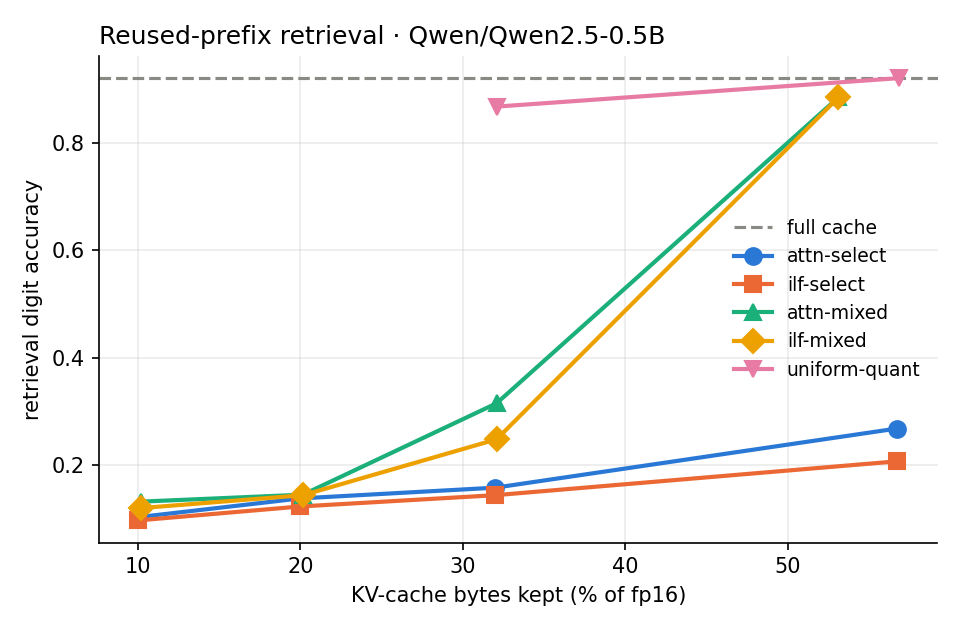 Reused-prefix retrieval · Qwen/Qwen2.5-0.5B
retrieval digit accuracy
0.8
0.6
0.4
0.2
full cache
attn-select
ilf-select
attn-mixed
ilf-mixed
uniform-quant
10 20 30 40 50
KV-cache bytes kept (% of fp16)